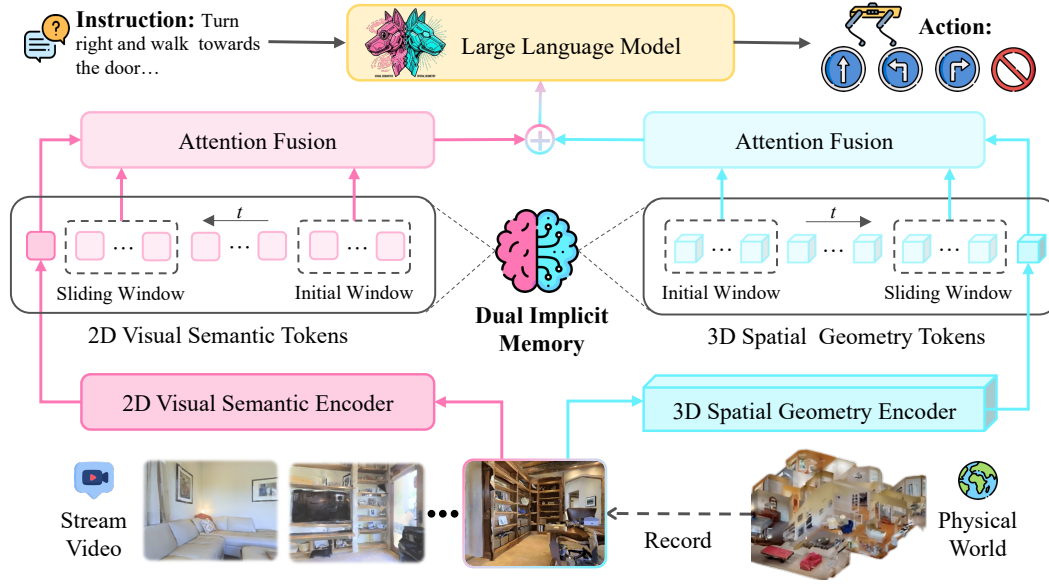 Instruction: Turn
right and walk towards
the door…
Large Language Model
Action:
Attention Fusion
Attention Fusion
t
t
Sliding Window
Initial Window
Initial Window
Sliding Window
2D Visual Semantic Tokens
Dual Implicit
Memory
3D Spatial Geometry Tokens
2D Visual Semantic Encoder
3D Spatial Geometry Encoder
Stream
Video
Record
Physical
World